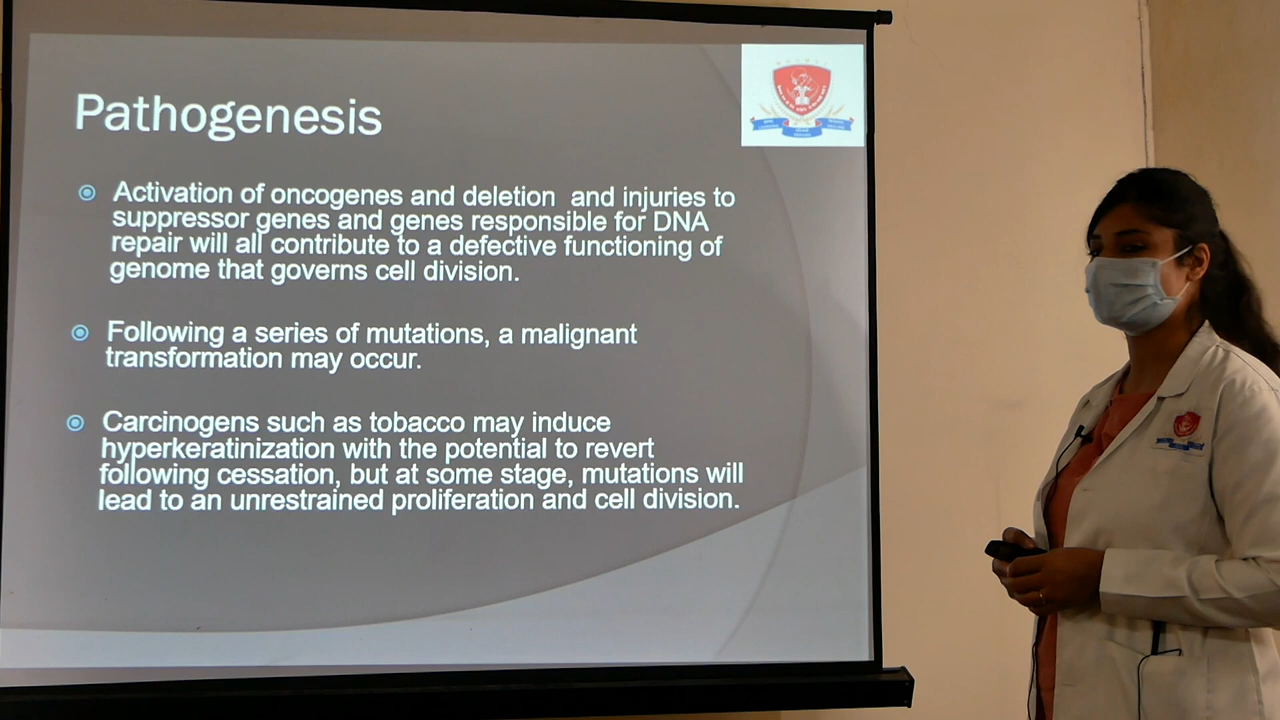 Pathogenesis
Activation of oncogenes and deletion and injuries to
suppressor genes and genes responsible for DNA
repair will all contribute to a defective functioning of
genome that governs cell division.
Following a series of mutations, a malignant
transformation may occur.
Carcinogens such as tobacco may induce
hyperkeratinization with the potential to revert
following cessation, but at some stage, mutations will
lead to an unrestrained proliferation and cell division.